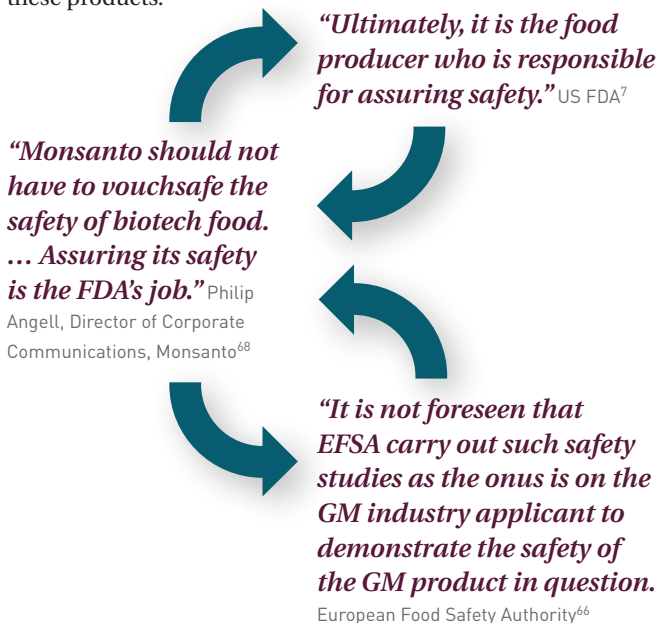 these products.
“Ultimately, it is the food
producer who is responsible
for assuring safety.” US FDA7
“Monsanto should not
have to vouchsafe the
safety of biotech food.
… Assuring its safety
is the FDA’s job.” Philip
Angell, Director of Corporate
Communications, Monsanto68
“It is not foreseen that
EFSA carry out such safety
studies as the onus is on the
GM industry applicant to
demonstrate the safety of
the GM product in question.
European Food Safety Authority66